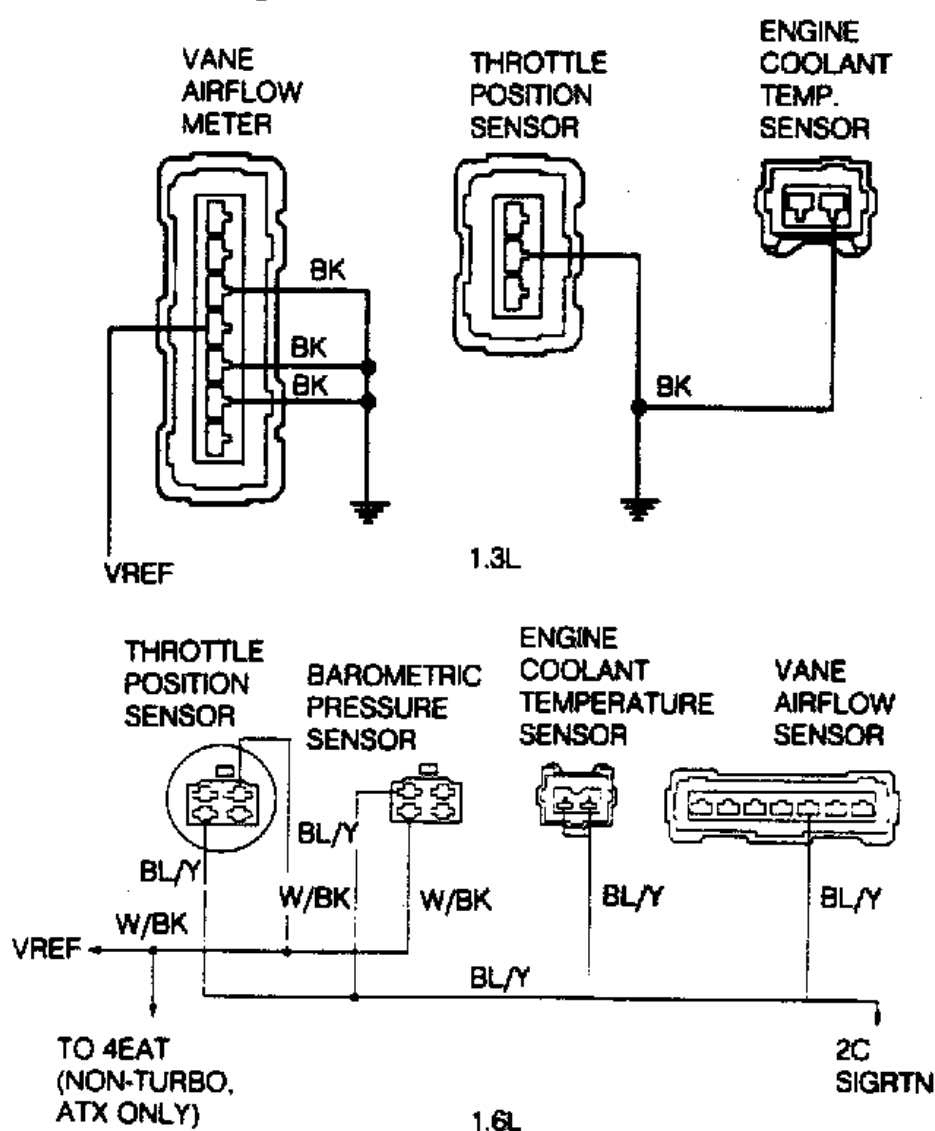 VANE
AIRFLOW
METER
THROTTLE
POSITION
SENSOR
ENGINE
COOLANT
TEMP.
SENSOR
BK
BK
BK
BK
VREF
1.3L
THROTTLE
POSITION
SENSOR
BAROMETRIC
PRESSURE
SENSOR
ENGINE
COOLANT
TEMPERATURE
SENSOR
VANE
AIRFLOW
SENSOR
BL/Y
BL/Y
W/BK
W/BK
W/BK
BL/Y
BL/Y
VREF
BL/Y
TO 4EAT
(NON-TURBO,
ATX ONLY)
2C
SIGRTN
1.6L